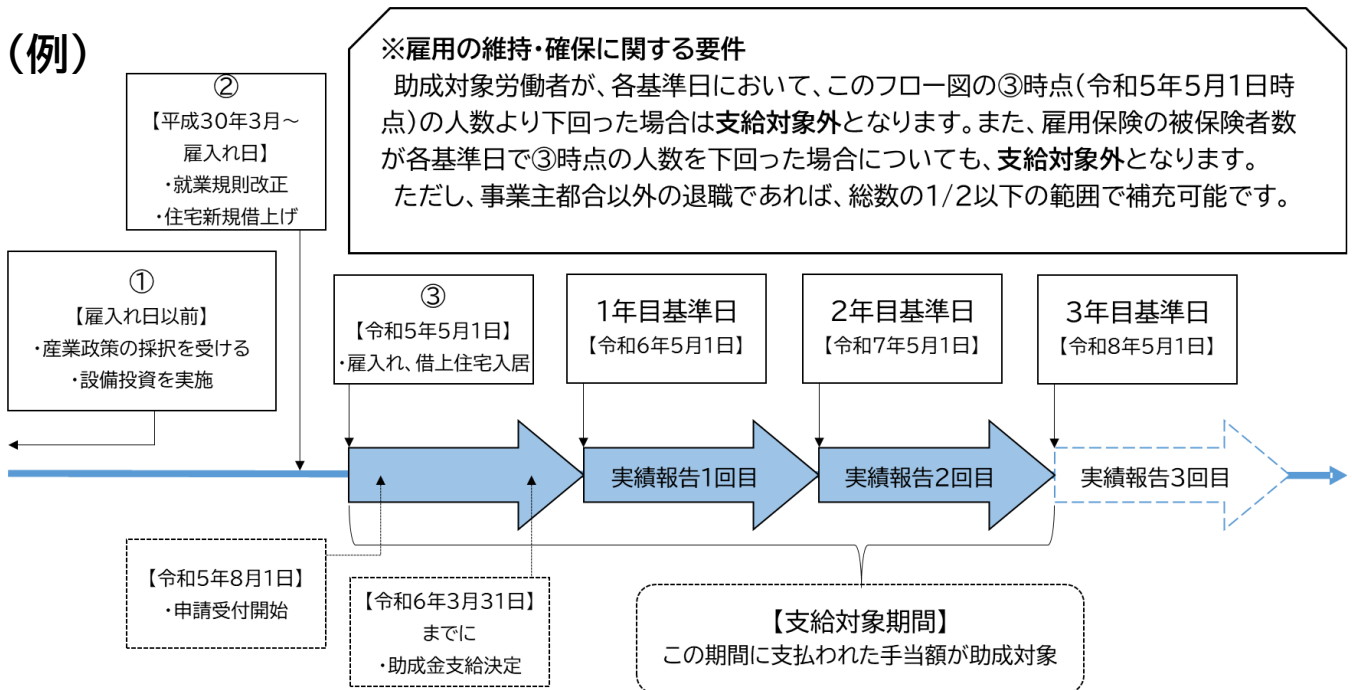 (例)
※雇用の維持・確保に関する要件
助成対象労働者が、各基準日において、このフロー図の③時点(令和5年5月1日時
点)の人数より下回った場合は支給対象外となります。また、雇用保険の被保険者数
が各基準日で③時点の人数を下回った場合についても、支給対象外となります。
ただし、事業主都合以外の退職であれば、総数の1/2以下の範囲で補充可能です。
②
【平成30年3月～
雇入れ日】
・就業規則改正
・住宅新規借上げ
①
【雇入れ日以前】
・産業政策の採択を受ける
・設備投資を実施
③
【令和5年5月1日】
・雇入れ、借上住宅入居
1年目基準日
【令和6年5月1日】
2年目基準日
【令和7年5月1日】
3年目基準日
【令和8年5月1日】
実績報告1回目
実績報告2回目
実績報告3回目
【令和5年8月1日】
・申請受付開始
【令和6年3月31日】
までに
・助成金支給決定
【支給対象期間】
この期間に支払われた手当額が助成対象